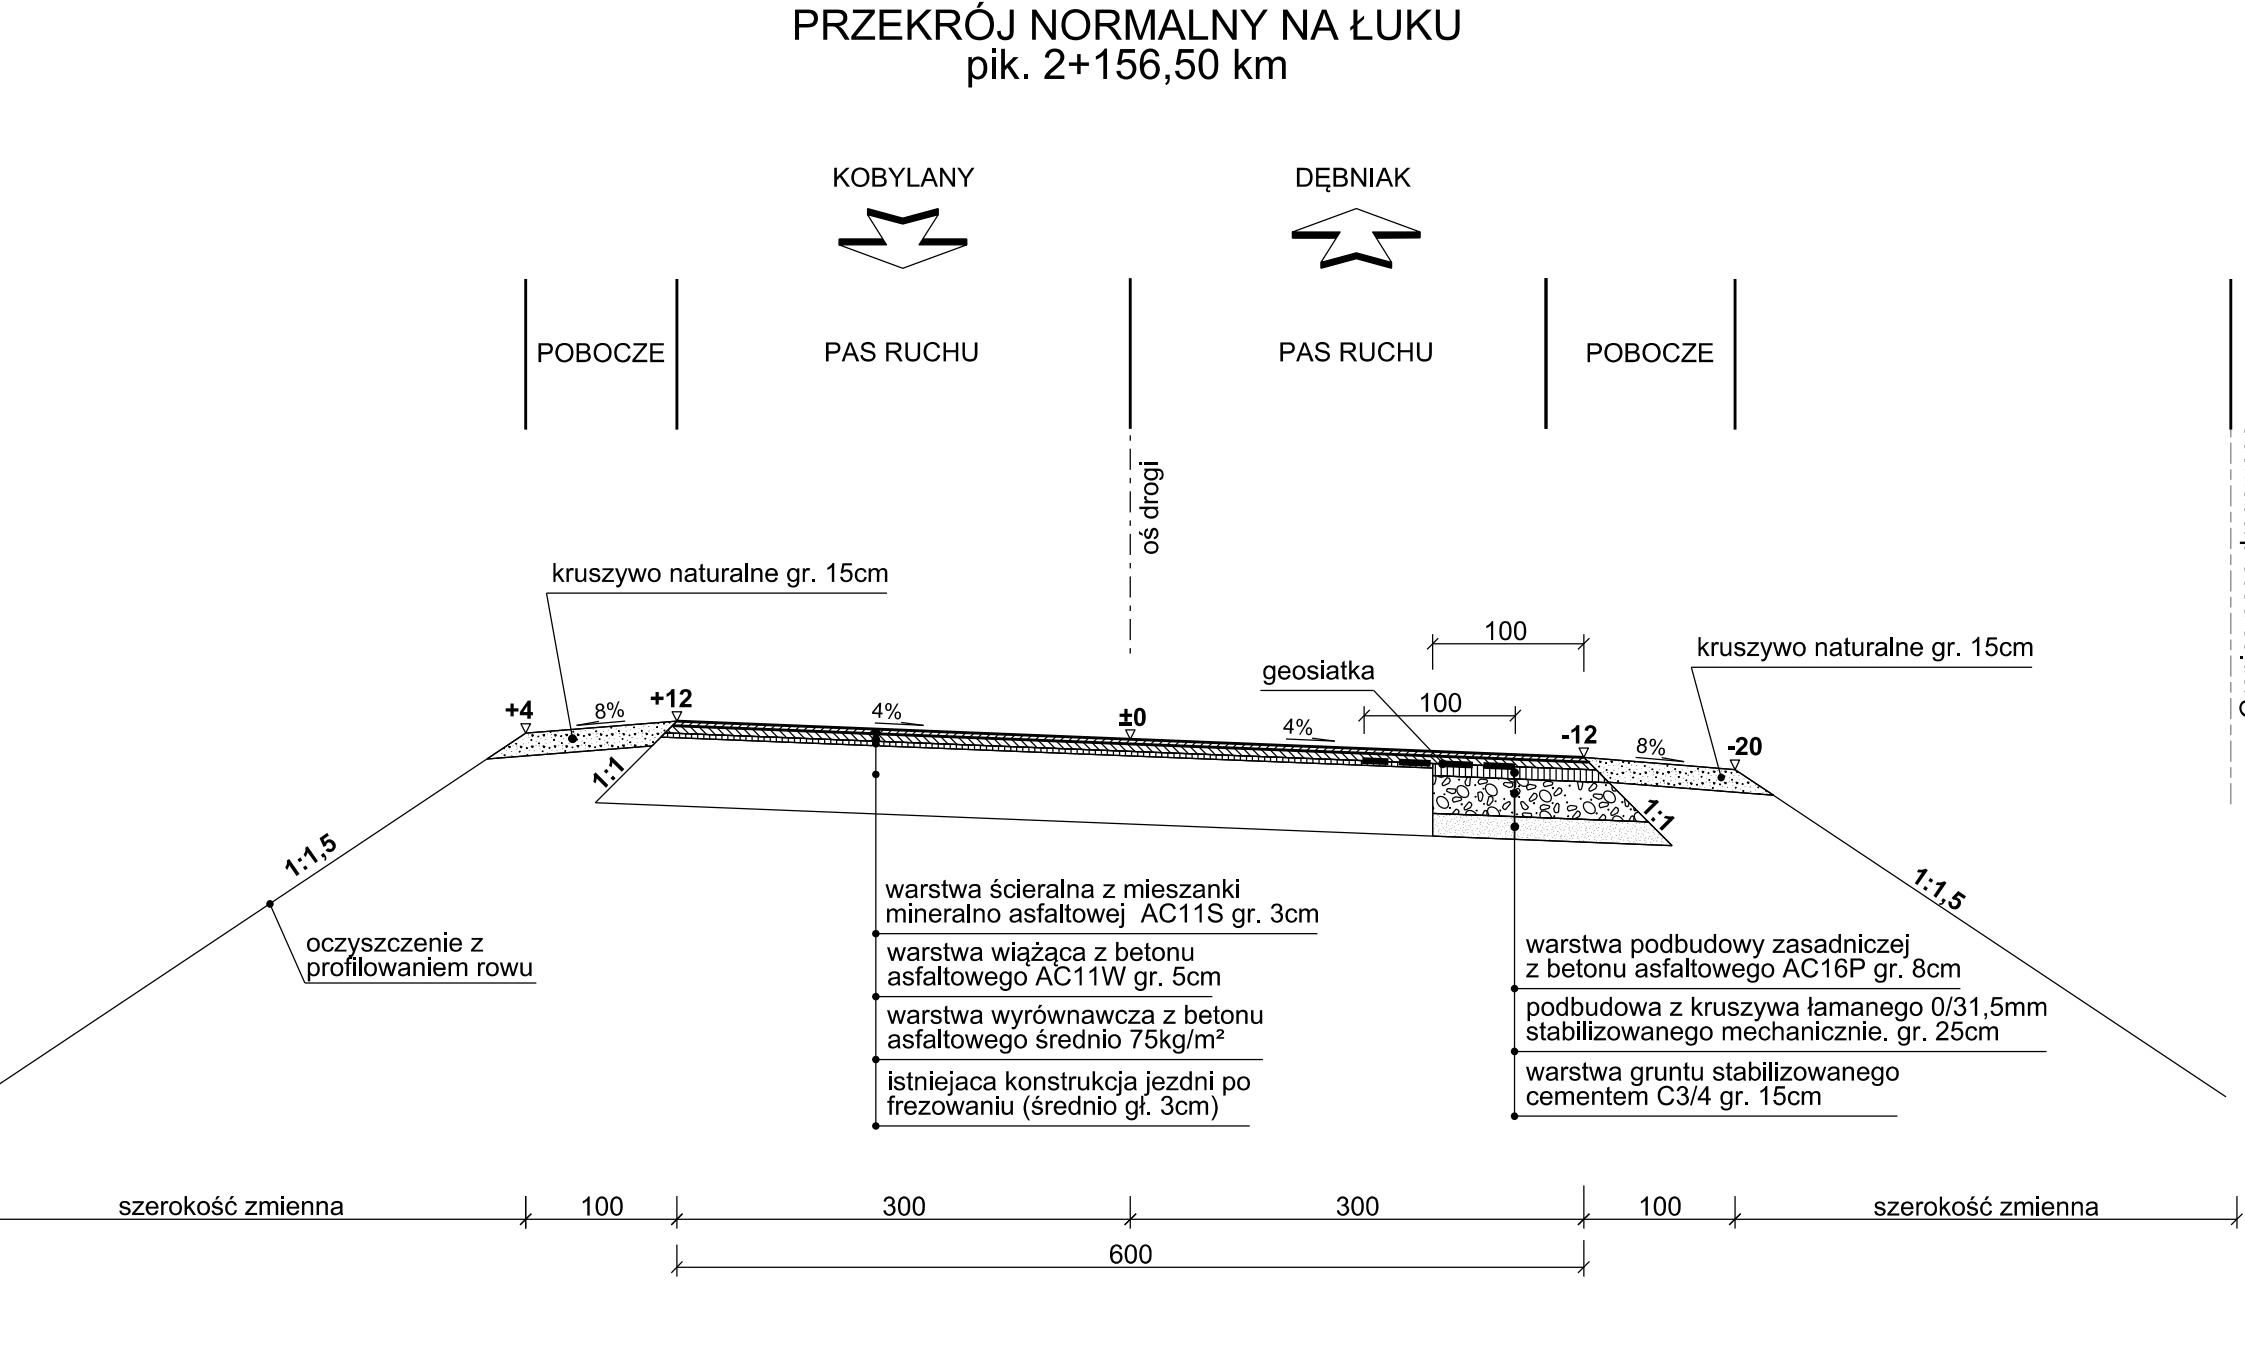 PRZEKRÓJ NORMALNY NA ŁUKU
pik. 2+156,50 km
KOBYLANY
DĘBNIAK
POBOCZE
PAS RUCHU
PAS RUCHU
POBOCZE
oś drogi
kruszywo naturalne gr. 15cm
100
kruszywo naturalne gr. 15cm
geosiatka
100
+4
8%
+12
4%
±0
4%
-12
8%
-20
1:1
1:1
1:1,5
1:1,5
warstwa ścieralna z mieszanki
mineralno asfaltowej AC11S gr. 3cm
warstwa wiążąca z betonu
asfaltowego AC11W gr. 5cm
warstwa wyrównawcza z betonu
asfaltowego średnio 75kg/m²
istniejaca konstrukcja jezdni po
frezowaniu (średnio gł. 3cm)
oczyszczenie z
profilowaniem rowu
warstwa podbudowy zasadniczej
z betonu asfaltowego AC16P gr. 8cm
podbudowa z kruszywa łamanego 0/31,5mm
stabilizowanego mechanicznie. gr. 25cm
warstwa gruntu stabilizowanego
cementem C3/4 gr. 15cm
szerokość zmienna
100
300
300
100
szerokość zmienna
600